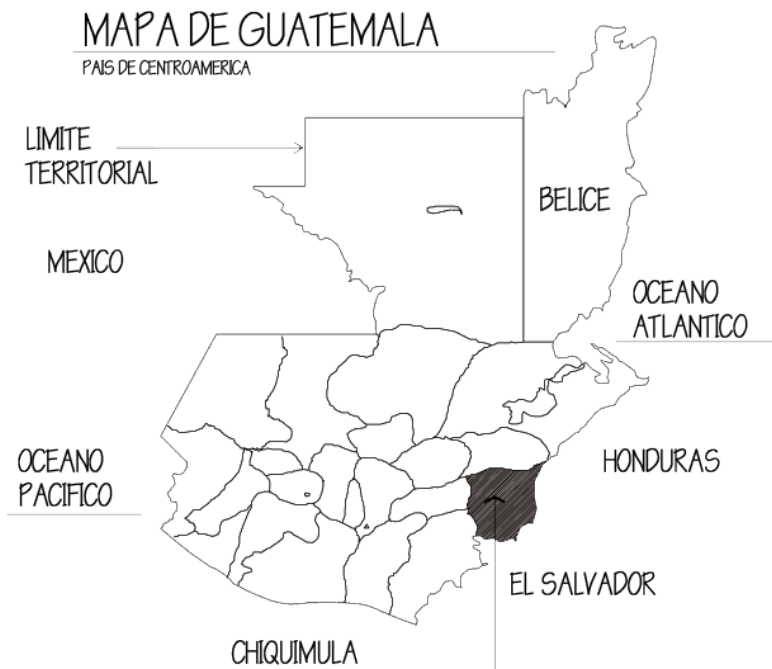 MAPA DE GUATEMALA
PAIS DE CENTROAMERICA
LIMITE
TERRITORIAL
BELICE
MEXICO
OCEANO
ATLANTICO
OCEANO
PACIFICO
HONDURAS
EL SALVADOR
CHIQUIMULA